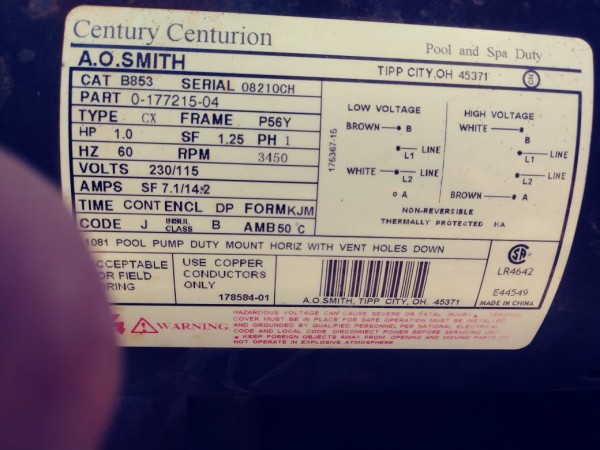 Century Centurion
Pool and Spa Duty
A.O.SMITH
TIPP CITY,OH 45371
CAT B853 SERIAL 08210CH
PART 0-177215-04
TYPE CX FRAME P56Y
HP 1.0 SF 1.25 PH 1
HZ 60 RPM 3450
VOLTS 230/115
AMPS SF 7.1/14.2
TIME CONT ENCL DP FORM KJM
CODE J INSUL CLASS B AMB 50°C
1081 POOL PUMP DUTY MOUNT HORIZ WITH VENT HOLES DOWN
176367-15
LOW VOLTAGE
BROWN B
L1 LINE
WHITE L2 LINE
A
HIGH VOLTAGE
WHITE
B
L1 LINE
L2 LINE
BROWN A
NON-REVERSIBLE
THERMALLY PROTECTED KA
FOR FIELD
USE COPPER
CONDUCTORS
ONLY
178584-01
A.O.SMITH, TIPP CITY, OH. 45371
LR4642
E44549
MADE IN CHINA
WARNING
HAZARDOUS VOLTAGE CAN CAUSE SEVERE OR FATAL INJURY.
COVER MUST BE IN PLACE FOR SAFE OPERATION MUST BE INSTALLED
AND GROUNDED BY QUALIFIED PERSONNEL PER NATIONAL ELECTRICAL
CODE AND LOCAL CODE DISCONNECT POWER BEFORE SERVICING
KEEP FOREIGN OBJECTS AWAY FROM OPENING AND MOVING PARTS
NOT OPERATE IN EXPLOSIVE ATMOSPHERE